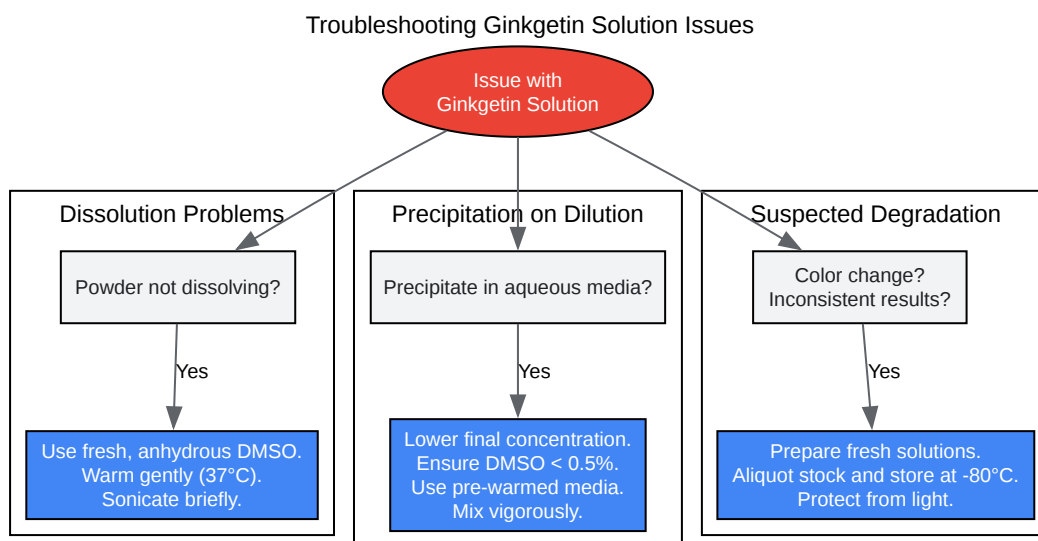 Troubleshooting Ginkgetin Solution Issues
Issue with
Ginkgetin Solution
Dissolution Problems
Powder not dissolving?
Yes
Use fresh, anhydrous DMSO.
Warm gently (37°C).
Sonicate briefly.
Precipitation on Dilution
Precipitate in aqueous media?
Yes
Lower final concentration.
Ensure DMSO < 0.5%.
Use pre-warmed media.
Mix vigorously.
Suspected Degradation
Color change?
Inconsistent results?
Yes
Prepare fresh solutions.
Aliquot stock and store at -80°C.
Protect from light.